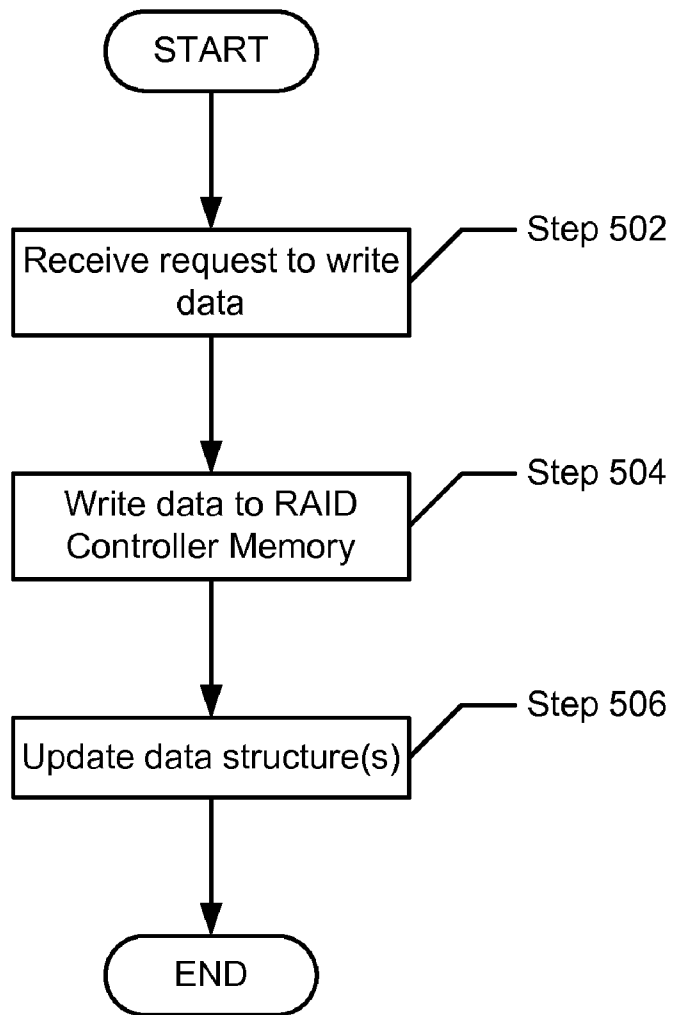 START
Step 502
Receive request to write
data
Step 504
Write data to RAID
Controller Memory
Step 506
Update data structure(s)
END